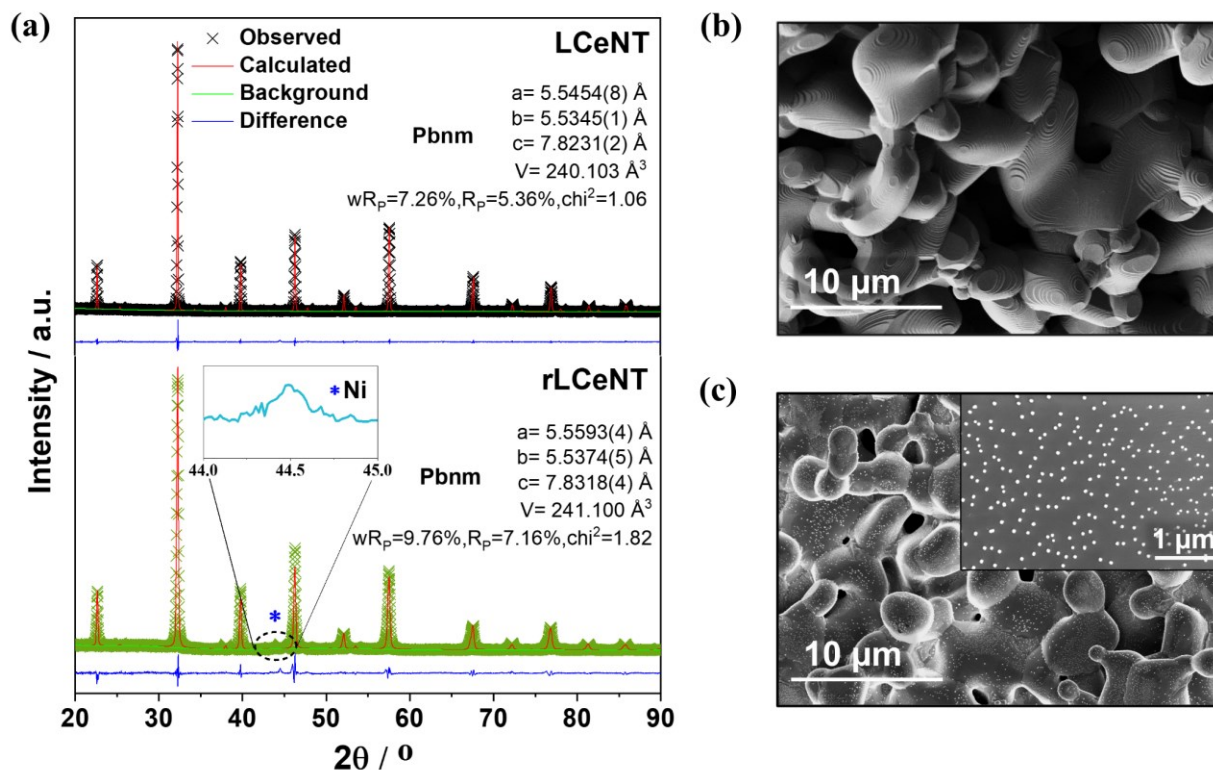 (a)
Observed
Calculated
Background
Difference
LCeNT
a= 5.5454(8) Å
b= 5.5345(1) Å
Pbnm
c= 7.8231(2) Å
V= 240.103 Å³
wRₚ=7.26%,Rₚ=5.36%,chi²=1.06
*Ni
44.0 44.5 45.0
rLCeNT
a= 5.5593(4) Å
b= 5.5374(5) Å
Pbnm
c= 7.8318(4) Å
V= 241.100 Å³
wRₚ=9.76%,Rₚ=7.16%,chi²=1.82
*
Intensity / a.u.
20 30 40 50 60 70 80 90
2θ / º
(b)
10 µm
(c)
1 µm
10 µm